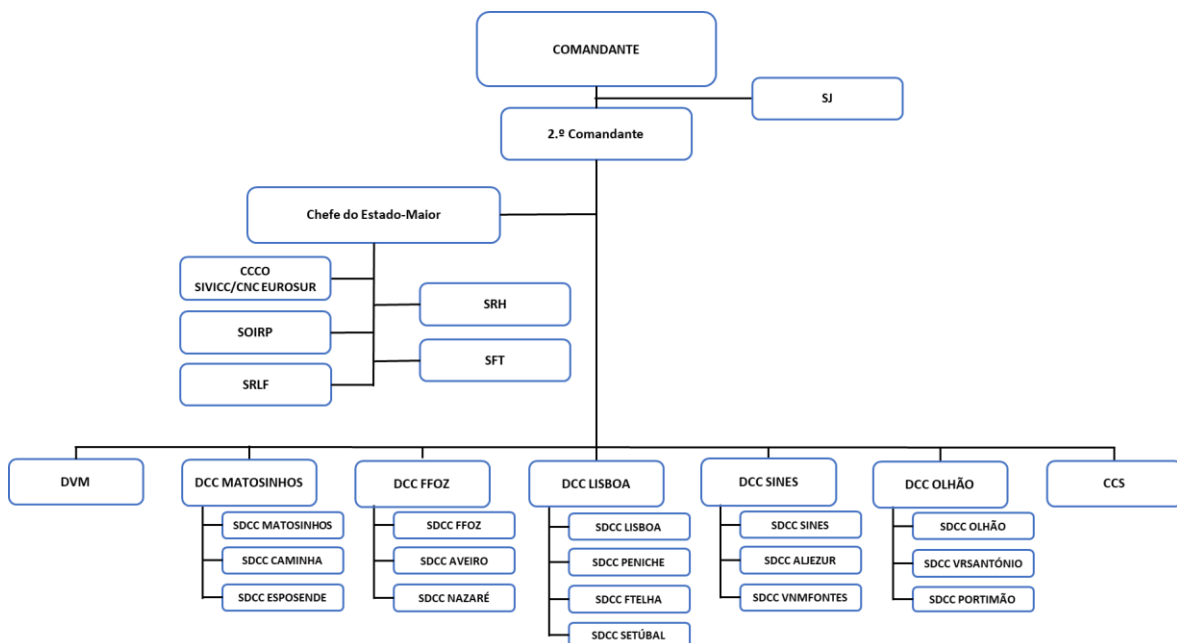 COMANDANTE
SJ
2.º Comandante
Chefe do Estado-Maior
CCCO
SIVICC/CNC EUROSUR
SRH
SOIRP
SFT
SRLF
DVM
DCC MATOSINHOS
DCC FFOZ
DCC LISBOA
DCC SINES
DCC OLHÃO
CCS
SDCC MATOSINHOS
SDCC CAMINHA
SDCC ESPOSENDE
SDCC FFOZ
SDCC AVEIRO
SDCC NAZARÉ
SDCC LISBOA
SDCC PENICHE
SDCC FTELHA
SDCC SETÚBAL
SDCC SINES
SDCC ALJEZUR
SDCC VNMFONTES
SDCC OLHÃO
SDCC VRSANTÓNIO
SDCC PORTIMÃO